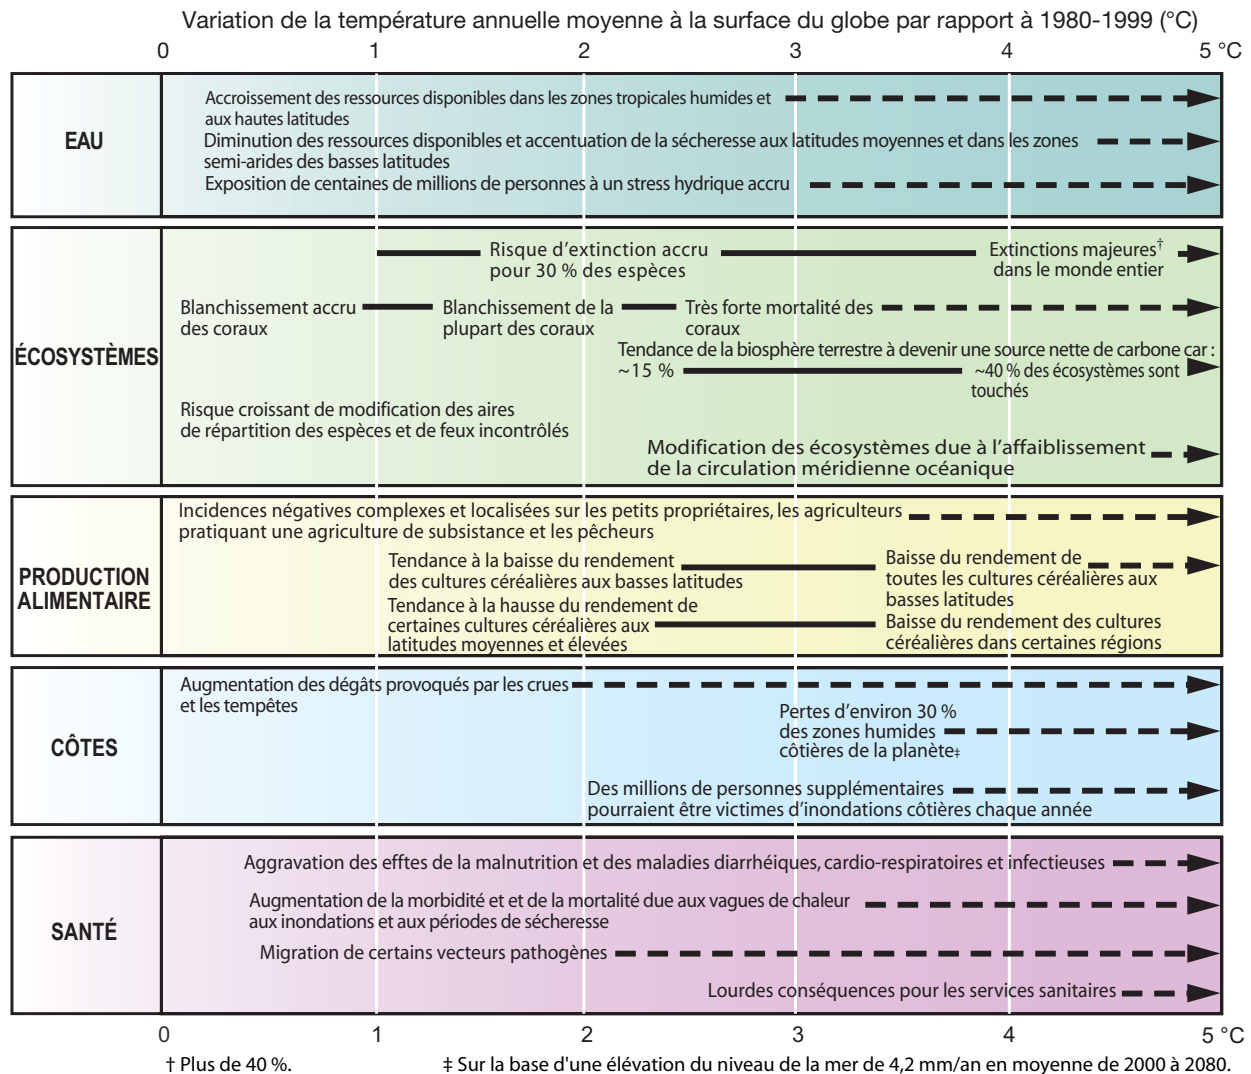 Variation de la température annuelle moyenne à la surface du globe par rapport à 1980-1999 (°C)
0 1 2 3 4 5 °C
EAU
Accroissement des ressources disponibles dans les zones tropicales humides et
aux hautes latitudes
Diminution des ressources disponibles et accentuation de la sécheresse aux latitudes moyennes et dans les zones
semi-arides des basses latitudes
Exposition de centaines de millions de personnes à un stress hydrique accru
ÉCOSYSTÈMES
Risque d'extinction accru
pour 30 % des espèces
Extinctions majeures†
dans le monde entier
Blanchissement accru
des coraux
Blanchissement de la
plupart des coraux
Très forte mortalité des
coraux
Tendance de la biosphère terrestre à devenir une source nette de carbone car :
~15 %
~40 % des écosystèmes sont
touchés
Risque croissant de modification des aires
de répartition des espèces et de feux incontrôlés
Modification des écosystèmes due à l'affaiblissement
de la circulation méridienne océanique
PRODUCTION
ALIMENTAIRE
Incidences négatives complexes et localisées sur les petits propriétaires, les agriculteurs
pratiquant une agriculture de subsistance et les pêcheurs
Tendance à la baisse du rendement
des cultures céréalières aux basses latitudes
Baisse du rendement de
toutes les cultures céréalières aux
basses latitudes
Tendance à la hausse du rendement de
certaines cultures céréalières aux
latitudes moyennes et élevées
Baisse du rendement des cultures
céréalières dans certaines régions
CÔTES
Augmentation des dégâts provoqués par les crues
et les tempêtes
Pertes d'environ 30 %
des zones humides
côtières de la planète‡
Des millions de personnes supplémentaires
pourraient être victimes d'inondations côtières chaque année
SANTÉ
Aggravation des efftes de la malnutrition et des maladies diarrhéiques, cardio-respiratoires et infectieuses
Augmentation de la morbidité et et de la mortalité due aux vagues de chaleur
aux inondations et aux périodes de sécheresse
Migration de certains vecteurs pathogènes
Lourdes conséquences pour les services sanitaires
0 1 2 3 4 5 °C
† Plus de 40 %.
‡ Sur la base d'une élévation du niveau de la mer de 4,2 mm/an en moyenne de 2000 à 2080.